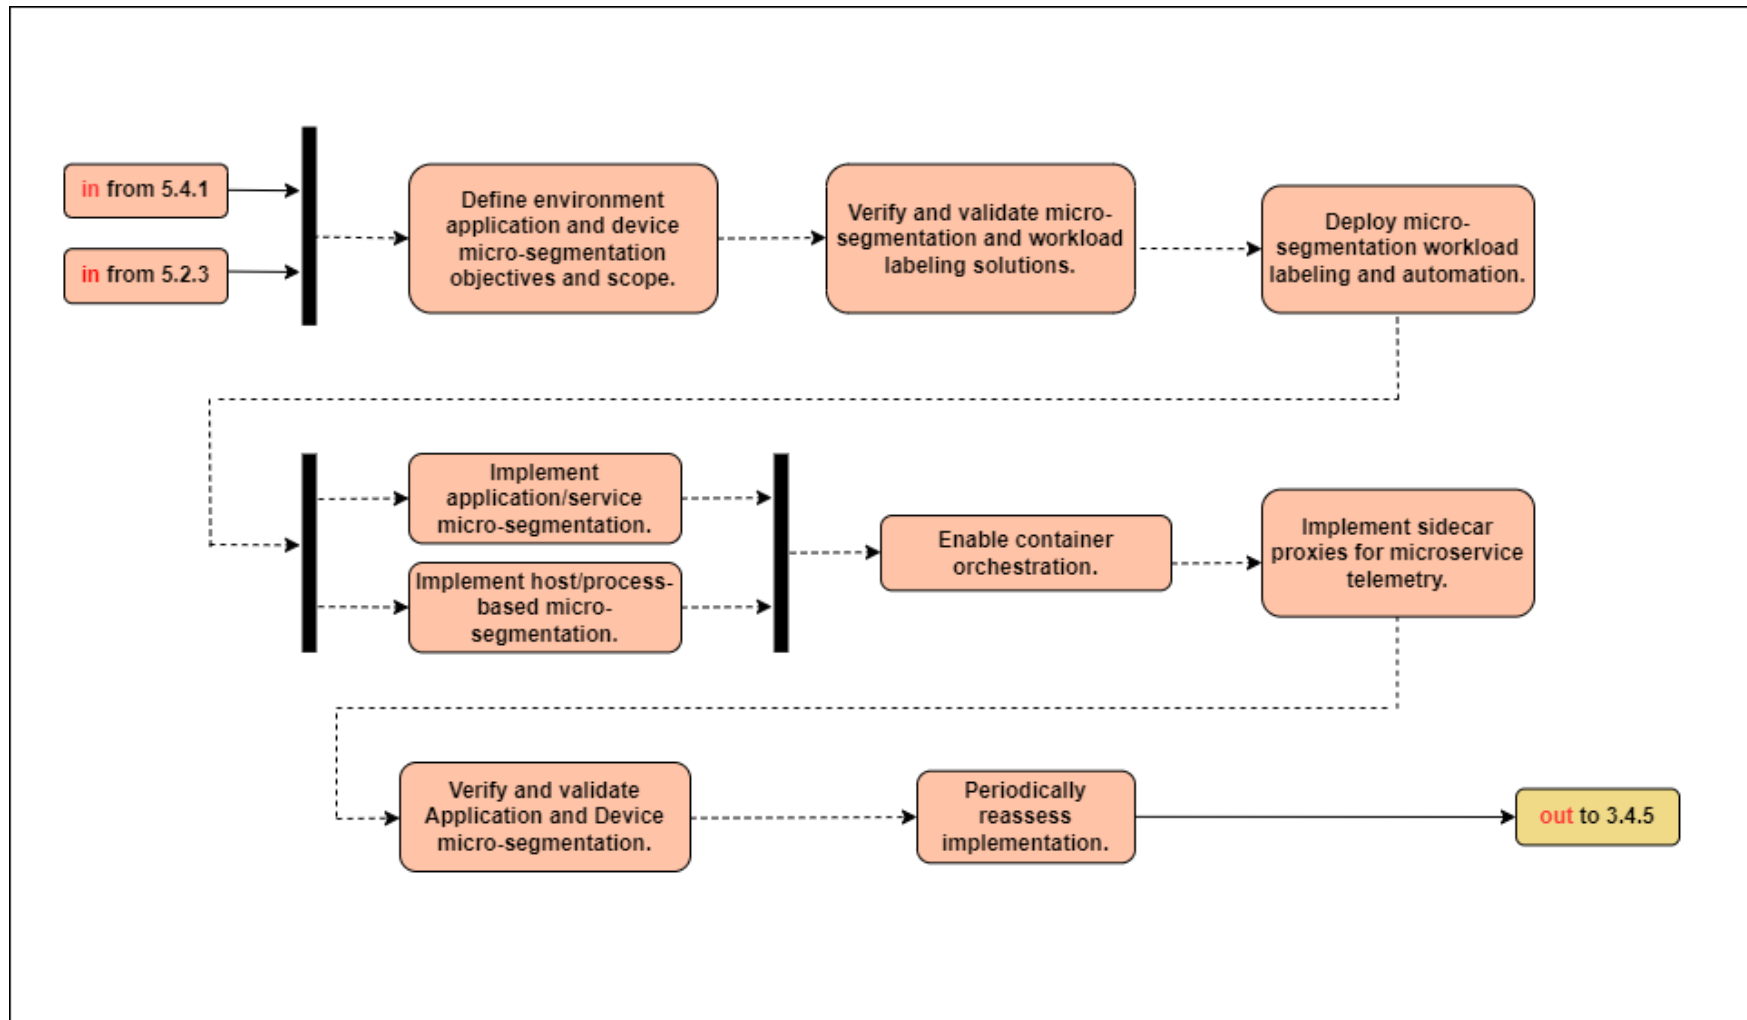 in from 5.4.1
in from 5.2.3
Define environment
application and device
micro-segmentation
objectives and scope.
Verify and validate micro-
segmentation and workload
labeling solutions.
Deploy micro-
segmentation workload
labeling and automation.
Implement
application/service
micro-segmentation.
Implement host/process-
based micro-
segmentation.
Enable container
orchestration.
Implement sidecar
proxies for microservice
telemetry.
Verify and validate
Application and Device
micro-segmentation.
Periodically
reassess
implementation.
out to 3.4.5